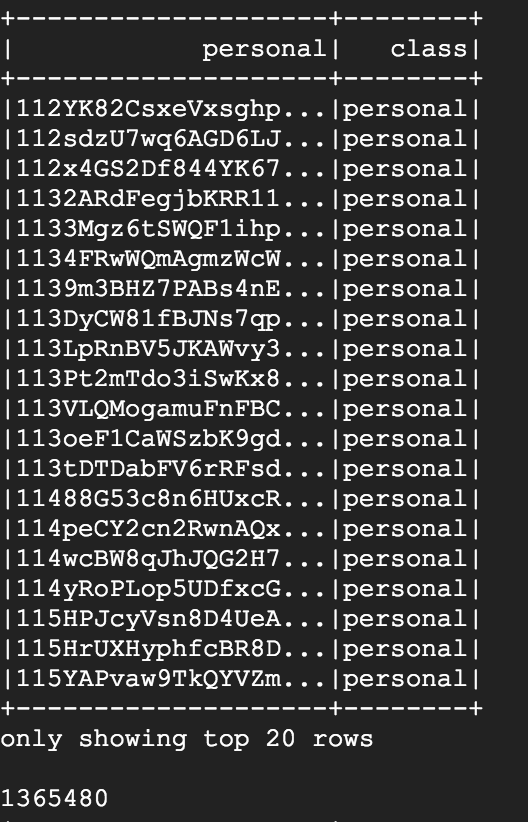 +--------------------+--------+
|            personal|   class|
+--------------------+--------+
|112YK82CsxeVxsghp...|personal|
|112sdzU7wq6AGD6LJ...|personal|
|112x4GS2Df844YK67...|personal|
|1132ARdFegjbKRR11...|personal|
|1133Mgz6tSWQF1ihp...|personal|
|1134FRwWQmAgmzWcW...|personal|
|1139m3BHZ7PABs4nE...|personal|
|113DyCW81fBJNs7qp...|personal|
|113LpRnBV5JKAWvy3...|personal|
|113Pt2mTdo3iSwKx8...|personal|
|113VLQMogamuFnFBC...|personal|
|113oeF1CaWSzbK9gd...|personal|
|113tDTDabFV6rRFsd...|personal|
|11488G53c8n6HUxcR...|personal|
|114peCY2cn2RwnAQx...|personal|
|114wcBW8qJhJQG2H7...|personal|
|114yRoPLop5UDfxcG...|personal|
|115HPJcyVsn8D4UeA...|personal|
|115HrUXHyphfcBR8D...|personal|
|115YAPvaw9TkQYVZm...|personal|
+--------------------+--------+
only showing top 20 rows
1365480